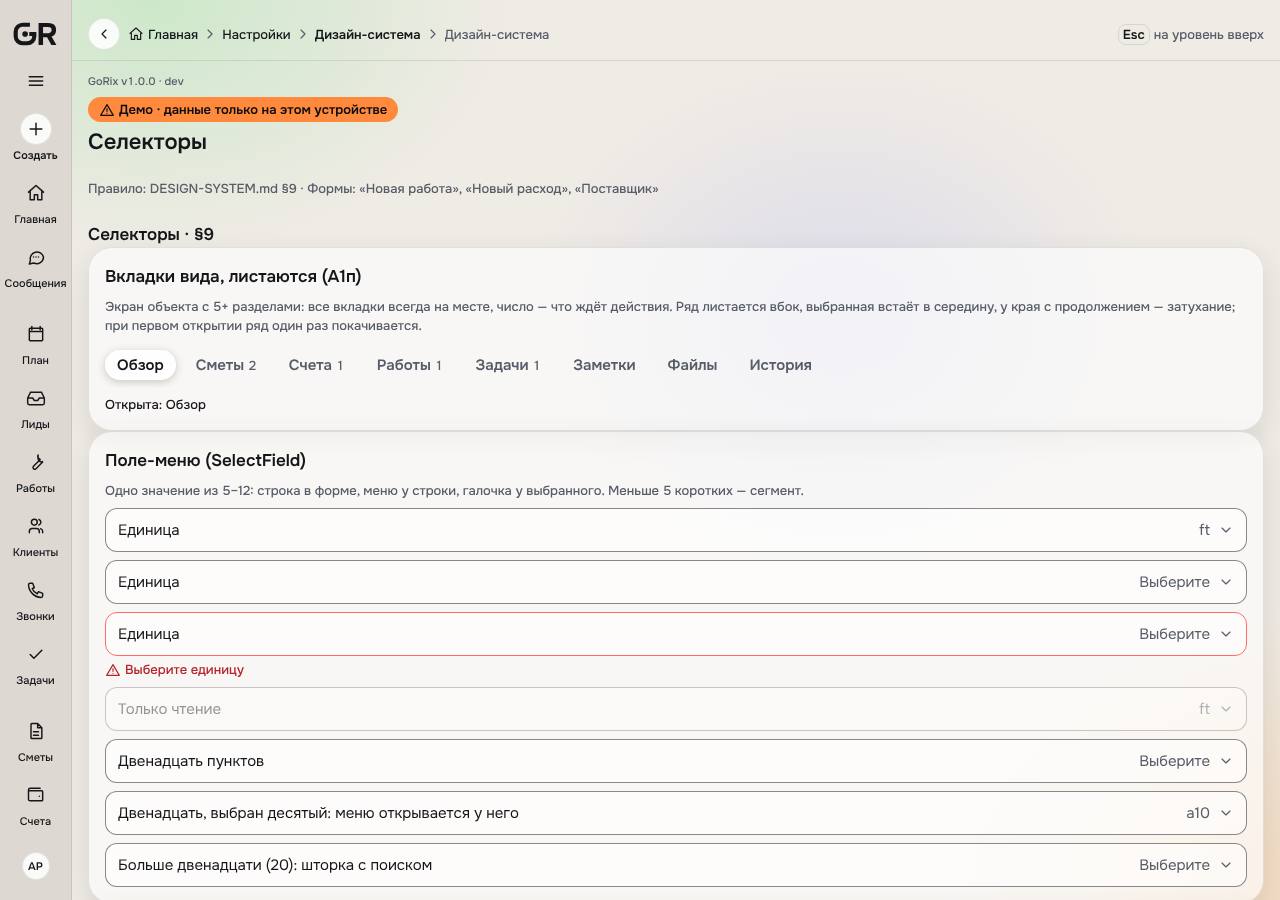 GR
Главная
Настройки
Дизайн-система
Дизайн-система
Esc на уровень вверх
Создать
Главная
Сообщения
План
Лиды
Работы
Клиенты
Звонки
Задачи
Сметы
Счета
AP
GoRix v1.0.0 · dev
Демо · данные только на этом устройстве
Селекторы
Правило: DESIGN-SYSTEM.md §9 · Формы: «Новая работа», «Новый расход», «Поставщик»
Селекторы · §9
Вкладки вида, листаются (А1п)
Экран объекта с 5+ разделами: все вкладки всегда на месте, число — что ждёт действия. Ряд листается вбок, выбранная встаёт в середину, у края с продолжением — затухание;
при первом открытии ряд один раз покачивается.
Обзор Сметы 2 Счета 1 Работы 1 Задачи 1 Заметки Файлы История
Открыта: Обзор
Поле-меню (SelectField)
Одно значение из 5–12: строка в форме, меню у строки, галочка у выбранного. Меньше 5 коротких — сегмент.
Единица ft
Единица Выберите
Единица Выберите
Выберите единицу
Только чтение ft
Двенадцать пунктов Выберите
Двенадцать, выбран десятый: меню открывается у него a10
Больше двенадцати (20): шторка с поиском Выберите